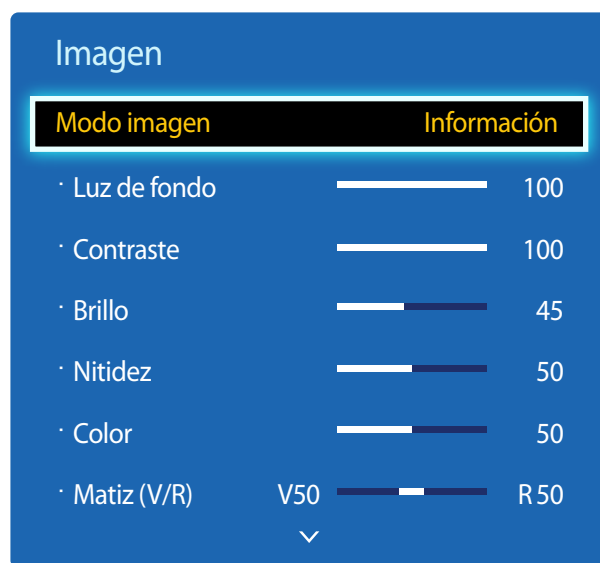 Imagen
Modo imagen Información
· Luz de fondo 100
· Contraste 100
· Brillo 45
· Nitidez 50
· Color 50
· Matiz (V/R) V50 R50